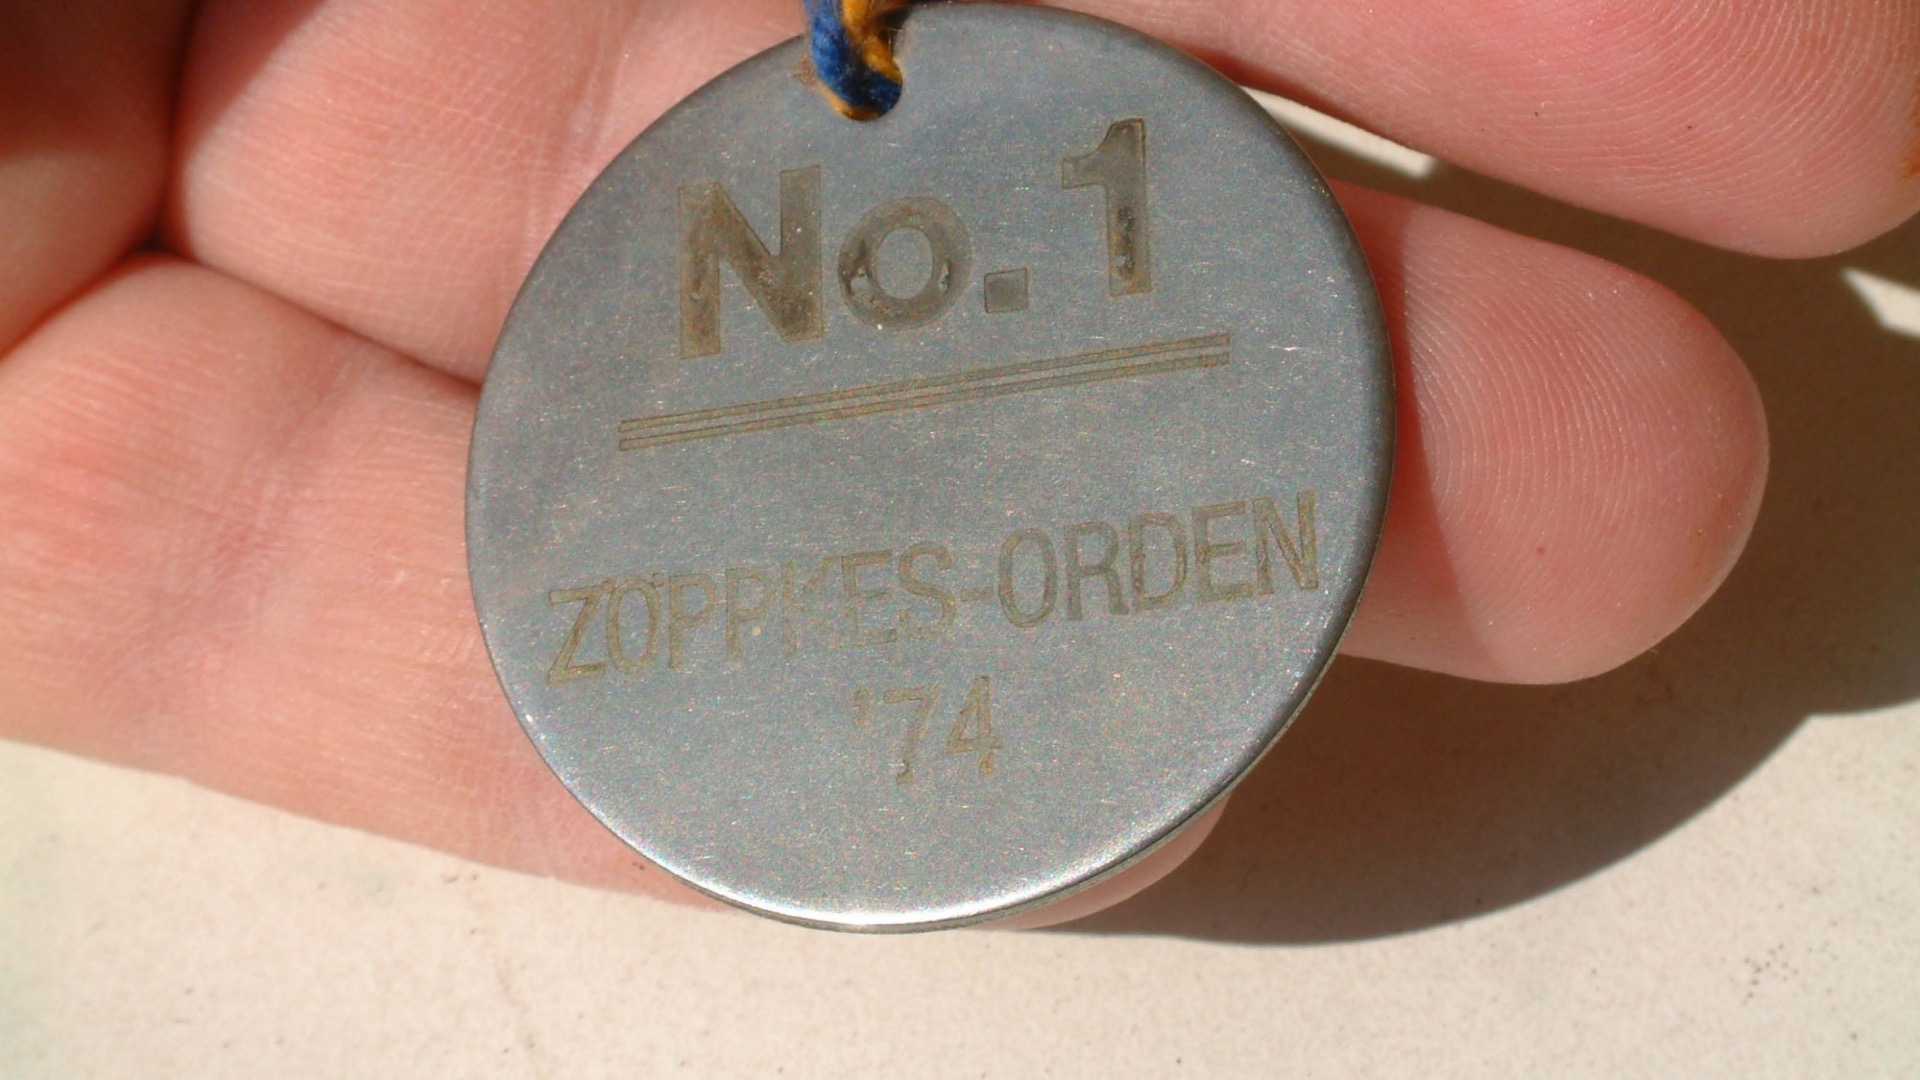 No. 1
ZÖPPKES-ORDEN
'74